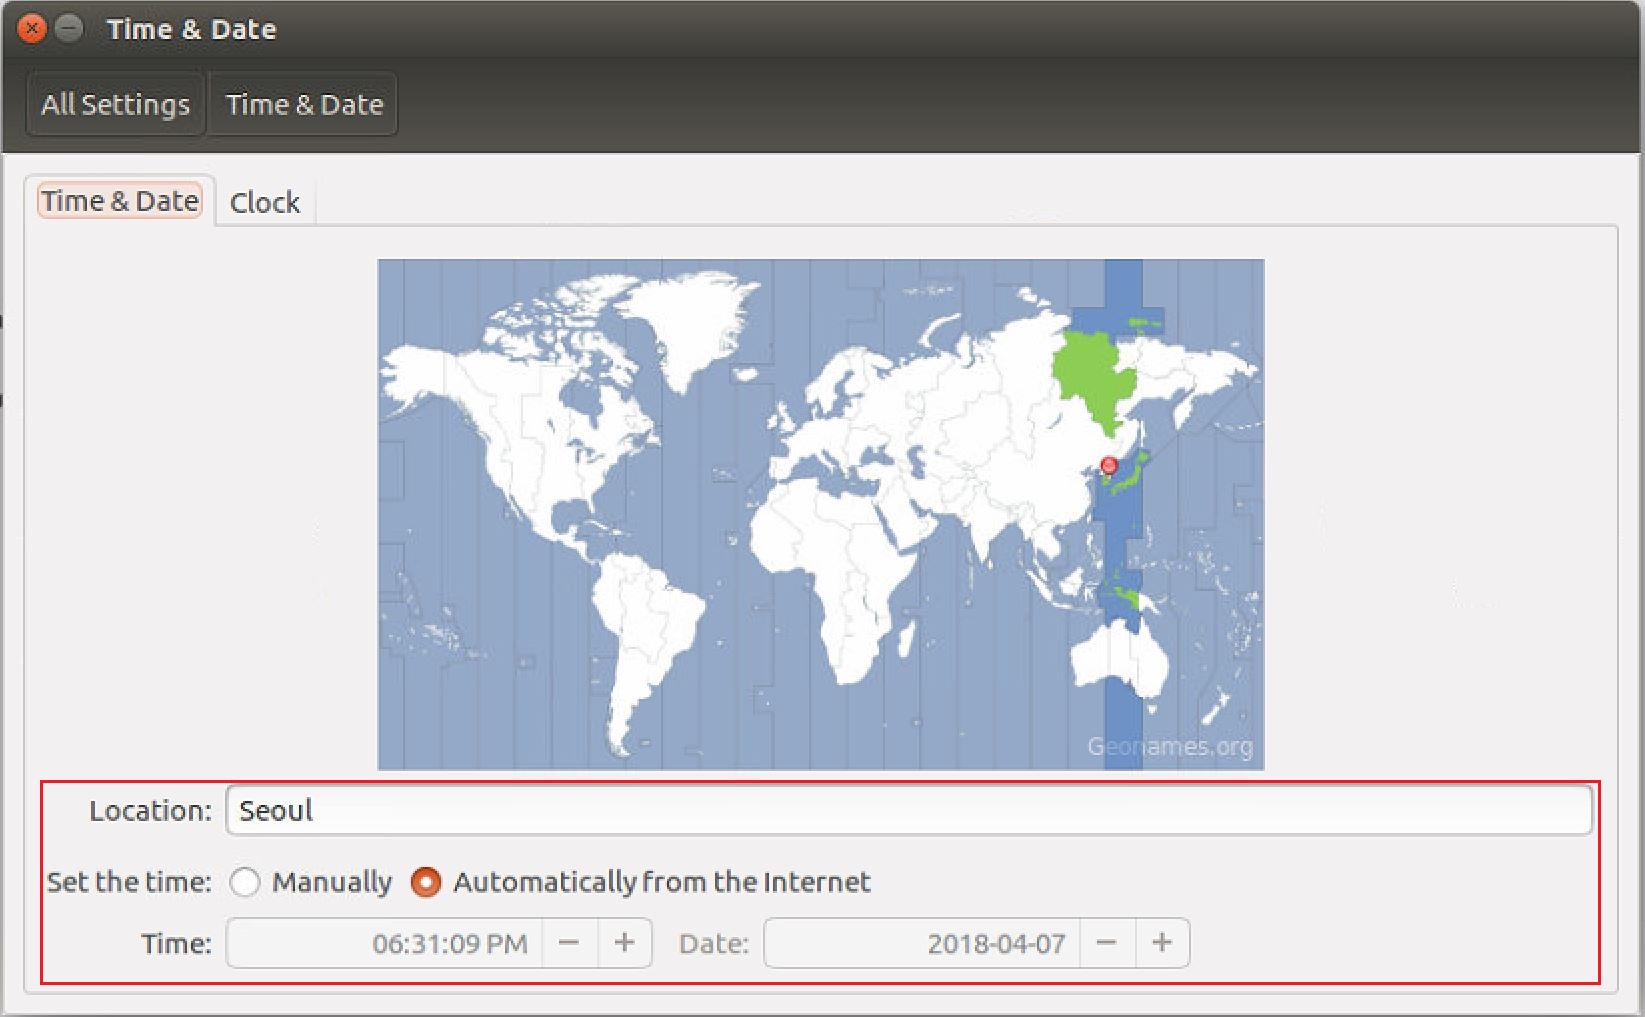 Time & Date
All Settings Time & Date
Time & Date Clock
Geonames.org
Location: Seoul
Set the time: Manually Automatically from the Internet
Time: 06:31:09 PM − + Date: 2018-04-07 − +